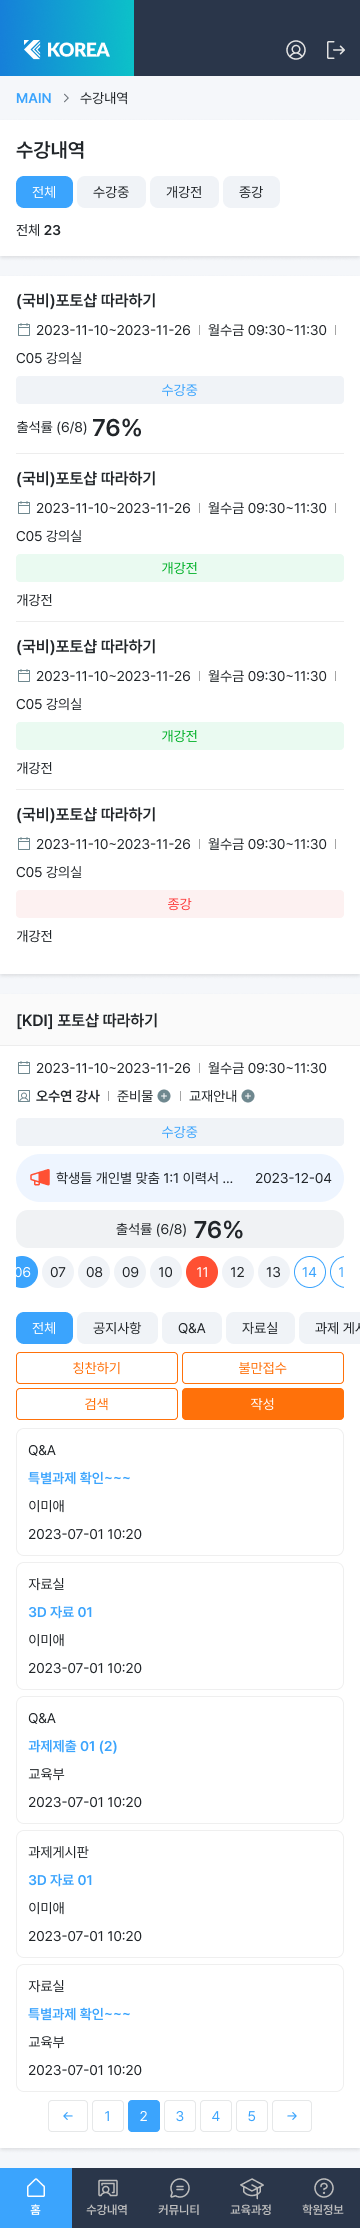 KOREA
MAIN > 수강내역
수강내역
전체 수강중 개강전 종강
전체 23
(국비)포토샵 따라하기
2023-11-10~2023-11-26 | 월수금 09:30~11:30 |
C05 강의실
수강중
출석률 (6/8) 76%
(국비)포토샵 따라하기
2023-11-10~2023-11-26 | 월수금 09:30~11:30 |
C05 강의실
개강전
개강전
(국비)포토샵 따라하기
2023-11-10~2023-11-26 | 월수금 09:30~11:30 |
C05 강의실
개강전
개강전
(국비)포토샵 따라하기
2023-11-10~2023-11-26 | 월수금 09:30~11:30 |
C05 강의실
종강
개강전
[KDI] 포토샵 따라하기
2023-11-10~2023-11-26 | 월수금 09:30~11:30
오수연 강사 | 준비물 | 교재안내
수강중
학생들 개인별 맞춤 1:1 이력서 ... 2023-12-04
출석률 (6/8) 76%
06 07 08 09 10 11 12 13 14
전체 공지사항 Q&A 자료실 과제
칭찬하기 불만접수
검색 작성
Q&A
특별과제 확인~~~
이미애
2023-07-01 10:20
자료실
3D 자료 01
이미애
2023-07-01 10:20
Q&A
과제제출 01 (2)
교육부
2023-07-01 10:20
과제게시판
3D 자료 01
이미애
2023-07-01 10:20
자료실
특별과제 확인~~~
교육부
2023-07-01 10:20
← 1 2 3 4 5 →
홈 수강내역 커뮤니티 교육과정 학원정보